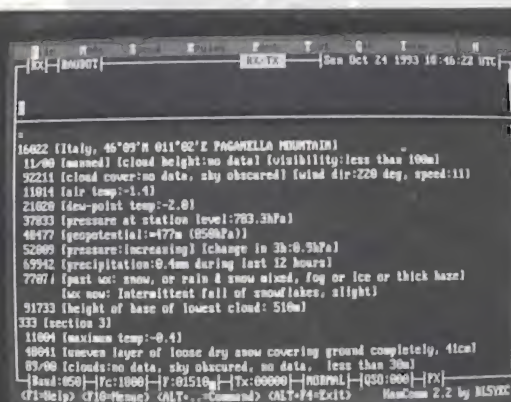 RX BAUDOT RX/TX Sun Oct 24 1993 10:46:22 UTC
=
16022 [Italy, 46°09'N 011°02'E PAGANELLA MOUNTAIN]
11/00 [manned] [cloud height:no data] [visibility:less than 100m]
92211 [cloud cover:no data, sky obscured] [wind dir:220 deg, speed:11]
11014 [air temp:-1.4]
21020 [dew-point temp:-2.0]
37833 [pressure at station level:783.3hPa]
48477 [geopotential:=477m (850hPa)]
52009 [pressure:increasing] [change in 3h:0.9hPa]
69942 [precipitation:0.4mm during last 12 hours]
7707/ [past wx: snow, or rain & snow mixed, fog or ice or thick haze]
[wx now: Intermittent fall of snowflakes, slight]
91733 [height of base of lowest cloud: 510m]
333 [section 3]
11004 [maximum temp:-0.4]
48041 [uneven layer of loose dry snow covering ground completely, 41cm]
89/00 [clouds:no data, sky obscured, no data, less than 30m]
Baud:050 Fc:1000 F:01510 Tx:00000 NORMAL QSO:000 PX
<F1=Help> <F10=Menue> <ALT+..=Command> <ALT+F4=Exit> HamComm 2.2 by DL5YEC